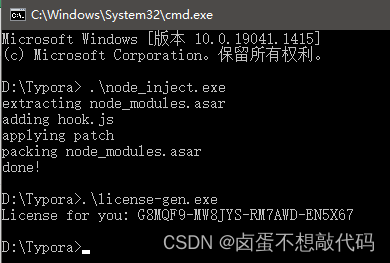 C:\Windows\System32\cmd.exe
Microsoft Windows [版本 10.0.19041.1415]
(c) Microsoft Corporation。保留所有权利。
D:\Typora> .\node_inject.exe
extracting node_modules.asar
adding hook.js
applying patch
packing node_modules.asar
done!
D:\Typora>.\license-gen.exe
License for you: G8MQF9-MW8JYS-RM7AWD-EN5X67
D:\Typora>
CSDN @卤蛋不想敲代码